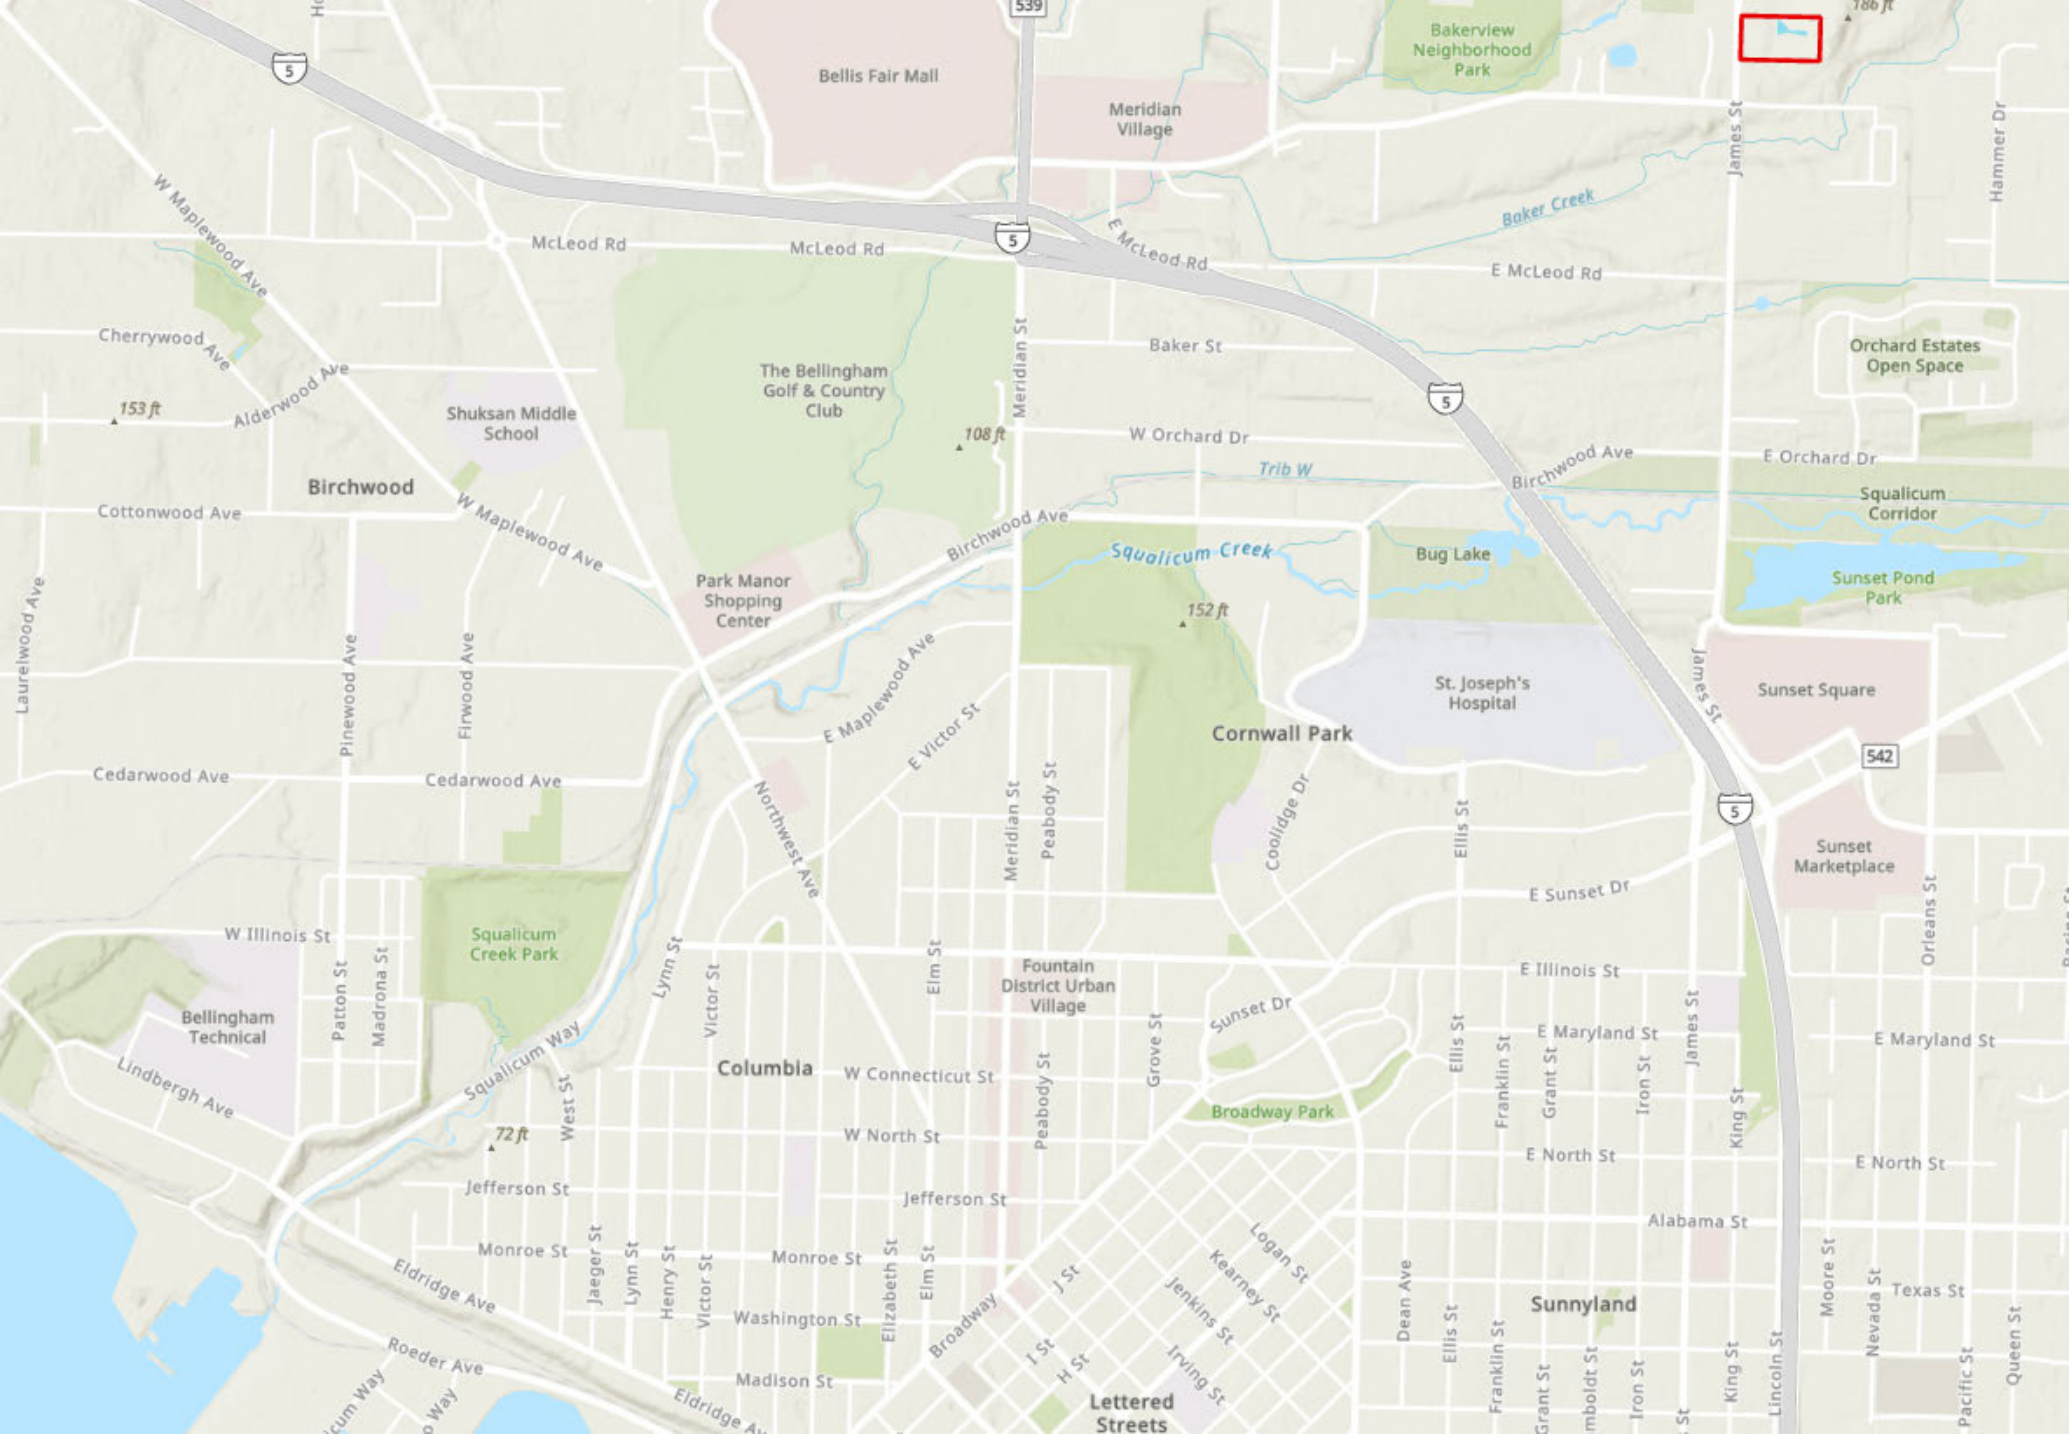 539
186 ft
Bakerview
Neighborhood
Park
5
Bellis Fair Mall
Meridian
Village
James St
Hammer Dr
W Maplewood Ave
Baker Creek
McLeod Rd
McLeod Rd
5
E McLeod Rd
E McLeod Rd
Cherrywood Ave
Baker St
Meridian St
Orchard Estates
Open Space
The Bellingham
Golf & Country
Club
5
153 ft
Alderwood Ave
Shuksan Middle
School
108 ft
W Orchard Dr
Trib W
Birchwood Ave
E Orchard Dr
Birchwood
Cottonwood Ave
W Maplewood Ave
Birchwood Ave
Squalicum
Corridor
Squalicum Creek
Bug Lake
Sunset Pond
Park
Park Manor
Shopping
Center
152 ft
Laurelwood Ave
Pinewood Ave
Firwood Ave
E Maplewood Ave
E Victor St
St. Joseph's
Hospital
James St
Sunset Square
Cornwall Park
542
Cedarwood Ave
Cedarwood Ave
Northwest Ave
Meridian St
Peabody St
Coolidge Dr
Ellis St
5
Sunset
Marketplace
E Sunset Dr
Orleans St
W Illinois St
Squalicum
Creek Park
Patton St
Madrona St
Lynn St
Victor St
Elm St
Fountain
District Urban
Village
E Illinois St
Bellingham
Technical
Sunset Dr
Grove St
Ellis St
E Maryland St
E Maryland St
James St
Lindbergh Ave
Squalicum Way
West St
Columbia
W Connecticut St
Peabody St
Franklin St
Grant St
Iron St
King St
Broadway Park
72 ft
W North St
E North St
E North St
Jefferson St
Jefferson St
Alabama St
Monroe St
Jaeger St
Lynn St
Henry St
Victor St
Monroe St
Elizabeth St
Elm St
Logan St
Kearney St
Jenkins St
J St
Dean Ave
Moore St
Nevada St
Texas St
Eldridge Ave
Washington St
Broadway
Sunnyland
Ellis St
Franklin St
Queen St
Roeder Ave
I St
H St
Irving St
Madison St
Grant St
mboldt St
Iron St
King St
Lincoln St
Pacific St
Eldridge Av
Lettered
Streets
cum Way
o Way
St